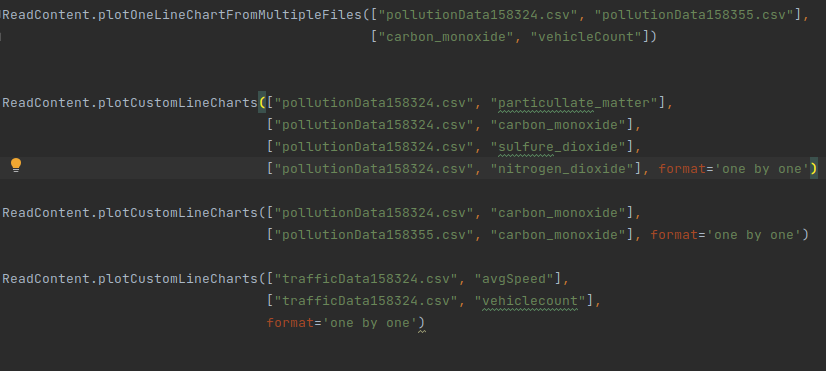 ReadContent.plotOneLineChartFromMultipleFiles(["pollutionData158324.csv", "pollutionData158355.csv"],
["carbon_monoxide", "vehicleCount"])
ReadContent.plotCustomLineCharts(["pollutionData158324.csv", "particullate_matter"],
["pollutionData158324.csv", "carbon_monoxide"],
["pollutionData158324.csv", "sulfure_dioxide"],
["pollutionData158324.csv", "nitrogen_dioxide"], format='one by one')
ReadContent.plotCustomLineCharts(["pollutionData158324.csv", "carbon_monoxide"],
["pollutionData158355.csv", "carbon_monoxide"], format='one by one')
ReadContent.plotCustomLineCharts(["trafficData158324.csv", "avgSpeed"],
["trafficData158324.csv", "vehiclecount"],
format='one by one')